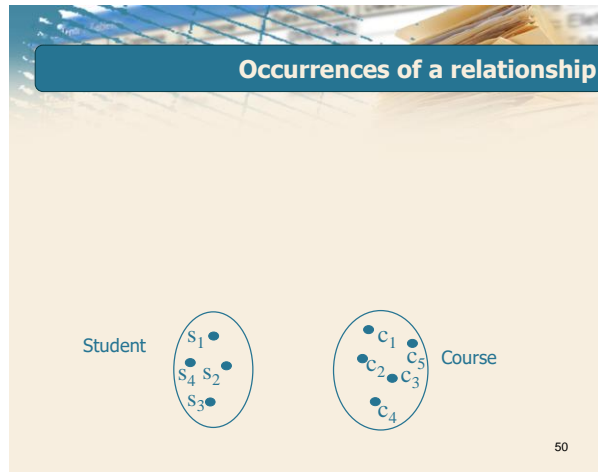 Occurrences of a relationship
Student
s1
s4 s2
s3
c1
c2 c3 c5
c4
Course
50